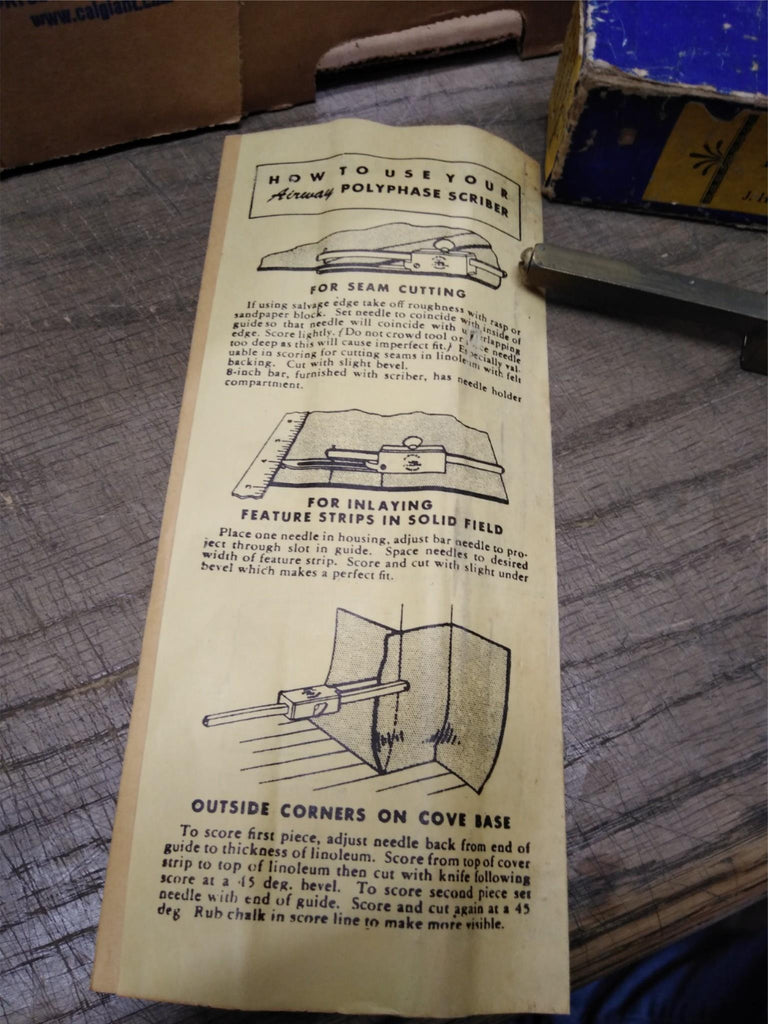 www.calgiant.
HOW TO USE YOUR
Airway POLYPHASE SCRIBER
FOR SEAM CUTTING
If using salvage edge take off roughness with rasp or
sandpaper block. Set needle to coincide with inside of
guide so that needle will coincide with
edge. Score lightly. (Do not crowd tool or needle
too deep as this will cause imperfect fit.) Especially val-
uable in scoring for cutting seams in linoleum with felt
backing. Cut with slight bevel.
8-inch bar, furnished with scriber, has needle holder
compartment.
FOR INLAYING
FEATURE STRIPS IN SOLID FIELD
Place one needle in housing, adjust bar needle to pro-
ject through slot in guide. Space needles to desired
width of feature strip. Score and cut with slight under
bevel which makes a perfect fit.
OUTSIDE CORNERS ON COVE BASE
To score first piece, adjust needle back from end of
guide to thickness of linoleum. Score from top of cover
strip to top of linoleum then cut with knife following
score at a 45 deg. bevel. To score second piece set
needle with end of guide. Score and cut again at a 45
deg Rub chalk in score line to make more visible.